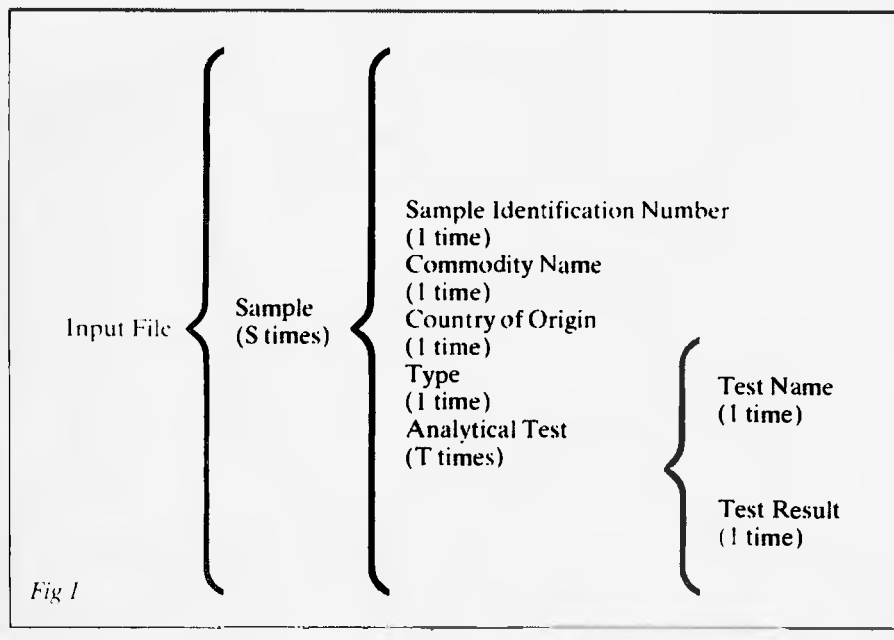 Input File
Sample
(S times)
Sample Identification Number
(1 time)
Commodity Name
(1 time)
Country of Origin
(1 time)
Type
(1 time)
Analytical Test
(T times)
Test Name
(1 time)
Test Result
(1 time)
Fig 1